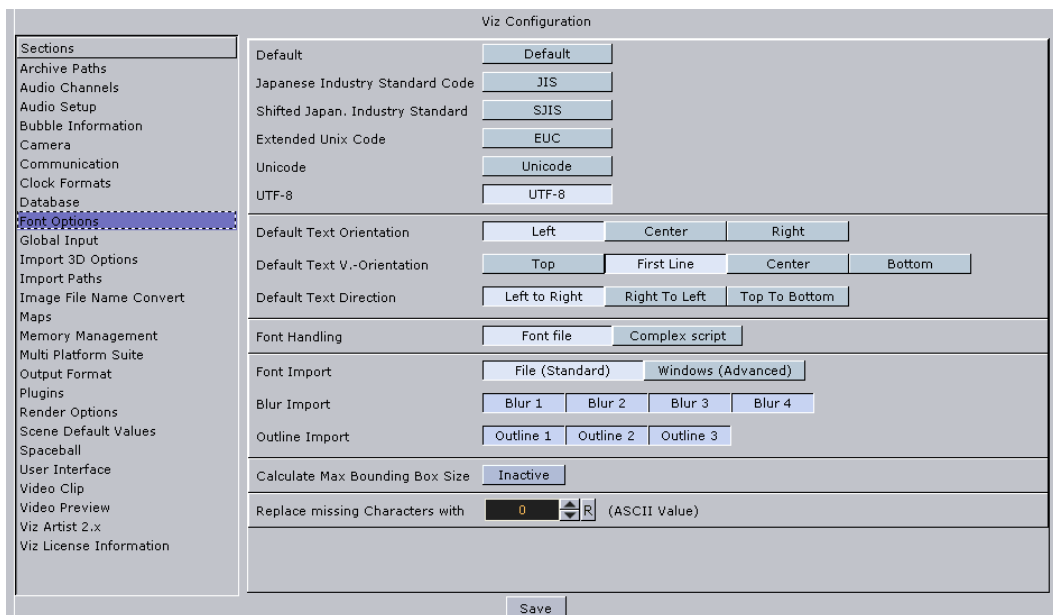 Viz Configuration
Sections
Archive Paths
Audio Channels
Audio Setup
Bubble Information
Camera
Communication
Clock Formats
Database
Font Options
Global Input
Import 3D Options
Import Paths
Image File Name Convert
Maps
Memory Management
Multi Platform Suite
Output Format
Plugins
Render Options
Scene Default Values
Spaceball
User Interface
Video Clip
Video Preview
Viz Artist 2.x
Viz License Information
Default Default
Japanese Industry Standard Code JIS
Shifted Japan. Industry Standard SJIS
Extended Unix Code EUC
Unicode Unicode
UTF-8 UTF-8
Default Text Orientation Left Center Right
Default Text V.-Orientation Top First Line Center Bottom
Default Text Direction Left to Right Right To Left Top To Bottom
Font Handling Font file Complex script
Font Import File (Standard) Windows (Advanced)
Blur Import Blur 1 Blur 2 Blur 3 Blur 4
Outline Import Outline 1 Outline 2 Outline 3
Calculate Max Bounding Box Size Inactive
Replace missing Characters with 0 R (ASCII Value)
Save